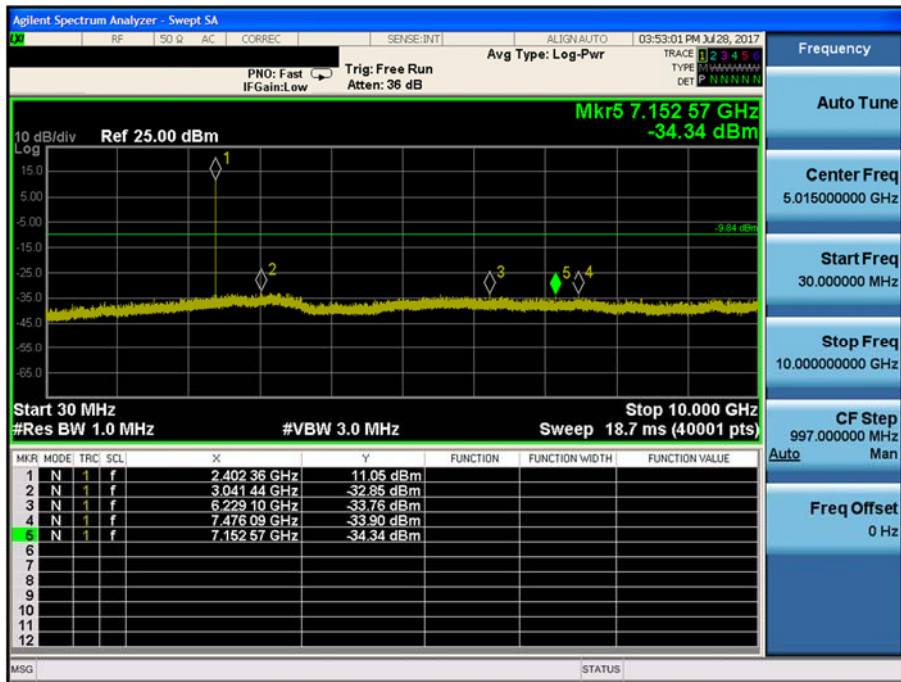 Agilent Spectrum Analyzer - Swept SA
LXI RF 50 Ω AC CORREC SENSE:INT ALIGN AUTO 03:53:01 PM Jul 28, 2017
Frequency
PNO: Fast
IFGain:Low
Trig: Free Run
Atten: 36 dB
Avg Type: Log-Pwr
TRACE 1 2 3 4 5 6
TYPE M
DET P N N N N N
Auto Tune
Mkr5 7.152 57 GHz
-34.34 dBm
10 dB/div Ref 25.00 dBm
Log
15.0
5.00
-5.00
-15.0
-25.0
-35.0
-45.0
-55.0
-65.0
-9.84 dBm
1
2
3
5 4
Center Freq
5.015000000 GHz
Start Freq
30.000000 MHz
Stop Freq
10.000000000 GHz
Start 30 MHz Stop 10.000 GHz
#Res BW 1.0 MHz #VBW 3.0 MHz Sweep 18.7 ms (40001 pts)
CF Step
997.000000 MHz
Auto Man
MKR MODE TRC SCL X Y FUNCTION FUNCTION WIDTH FUNCTION VALUE
1 N 1 f 2.402 36 GHz 11.05 dBm
2 N 1 f 3.041 44 GHz -32.85 dBm
3 N 1 f 6.229 10 GHz -33.76 dBm
4 N 1 f 7.476 09 GHz -33.90 dBm
5 N 1 f 7.152 57 GHz -34.34 dBm
6
7
8
9
10
11
12
Freq Offset
0 Hz
MSG STATUS